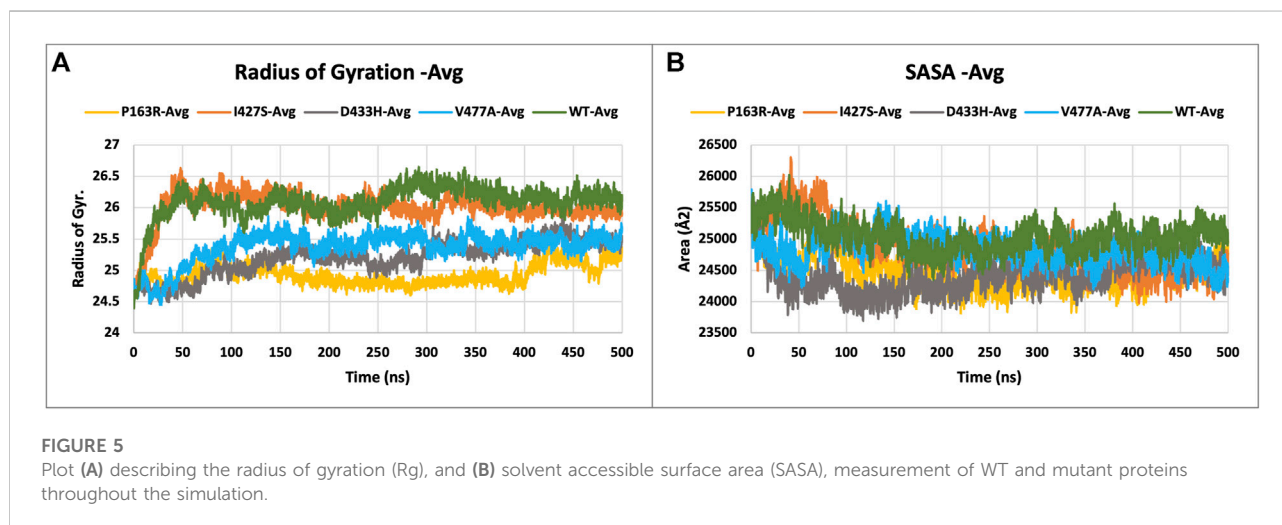 A
Radius of Gyration -Avg
P163R-Avg I427S-Avg D433H-Avg V477A-Avg WT-Avg
27
26.5
26
25.5
25
24.5
24
Radius of Gyr.
0 50 100 150 200 250 300 350 400 450 500
Time (ns)
B
SASA -Avg
P163R-Avg I427S-Avg D433H-Avg V477A-Avg WT-Avg
26500
26000
25500
25000
24500
24000
23500
Area (Å2)
0 50 100 150 200 250 300 350 400 450 500
Time (ns)
FIGURE 5
Plot (A) describing the radius of gyration (Rg), and (B) solvent accessible surface area (SASA), measurement of WT and mutant proteins
throughout the simulation.